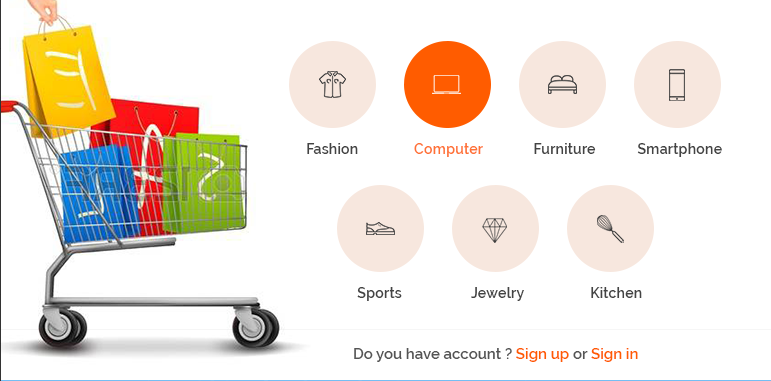 Fashion
Computer
Furniture
Smartphone
Sports
Jewelry
Kitchen
Do you have account ? Sign up or Sign in